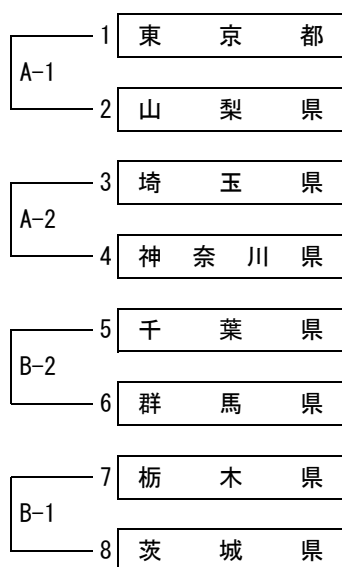 1 東京都
A-1
2 山梨県
3 埼玉県
A-2
4 神奈川県
5 千葉県
B-2
6 群馬県
7 栃木県
B-1
8 茨城県